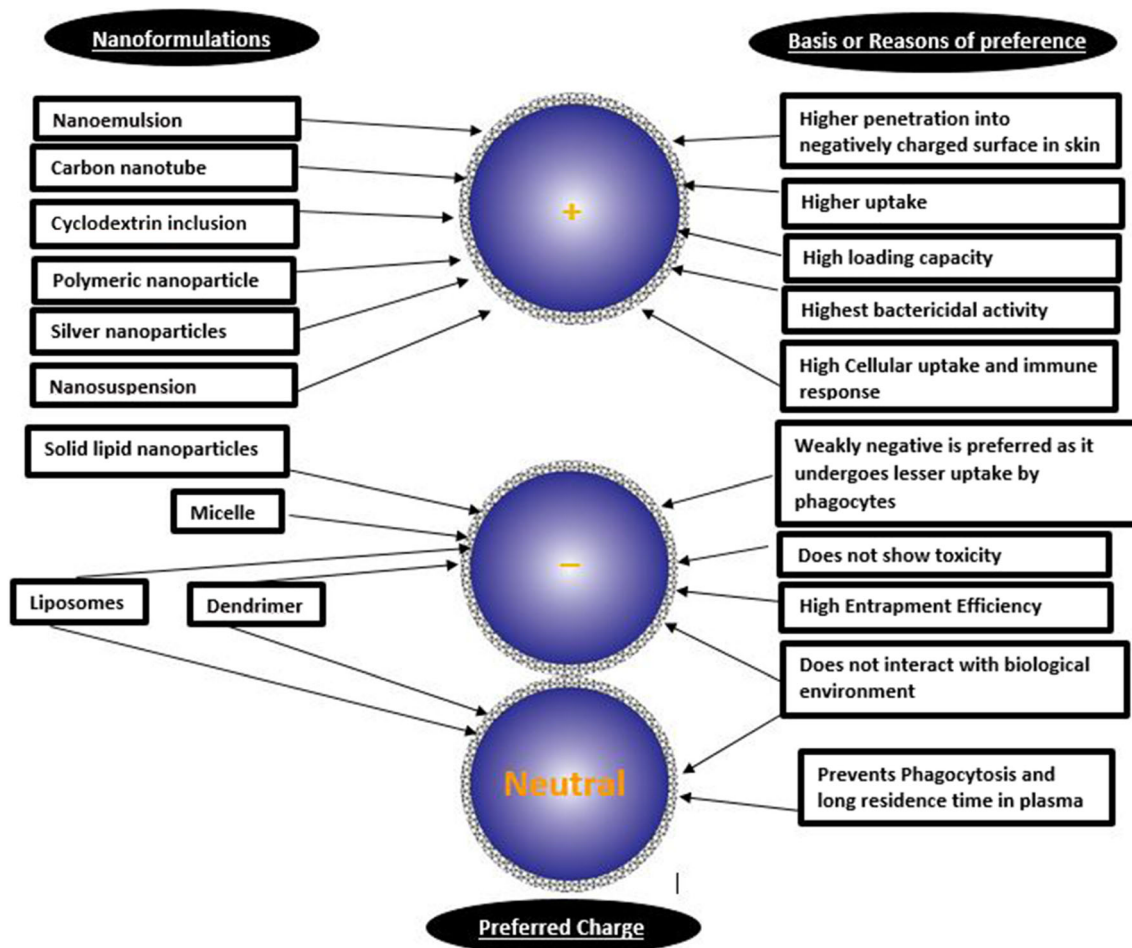 Nanoformulations
Basis or Reasons of preference
Nanoemulsion
Carbon nanotube
Cyclodextrin inclusion
Polymeric nanoparticle
Silver nanoparticles
Nanosuspension
Solid lipid nanoparticles
Micelle
Liposomes
Dendrimer
+
−
Neutral
Higher penetration into
negatively charged surface in skin
Higher uptake
High loading capacity
Highest bactericidal activity
High Cellular uptake and immune
response
Weakly negative is preferred as it
undergoes lesser uptake by
phagocytes
Does not show toxicity
High Entrapment Efficiency
Does not interact with biological
environment
Prevents Phagocytosis and
long residence time in plasma
Preferred Charge